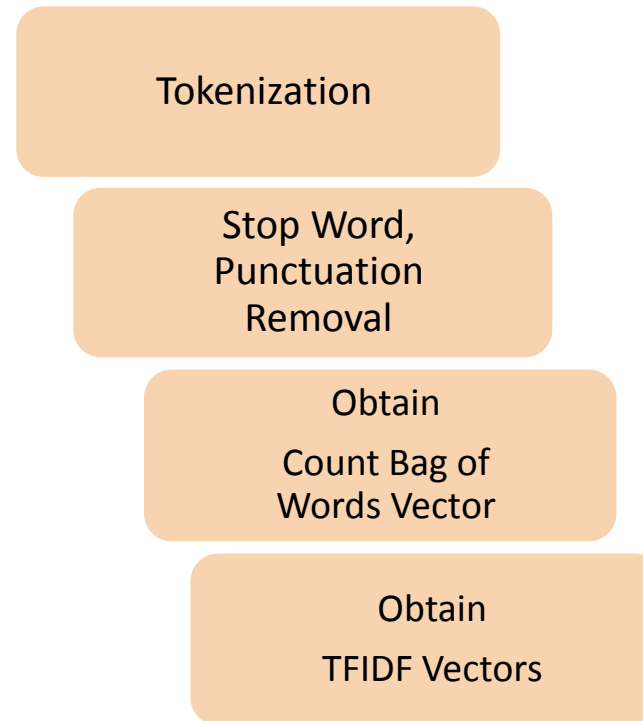 Tokenization
Stop Word,
Punctuation
Removal
Obtain
Count Bag of
Words Vector
Obtain
TFIDF Vectors